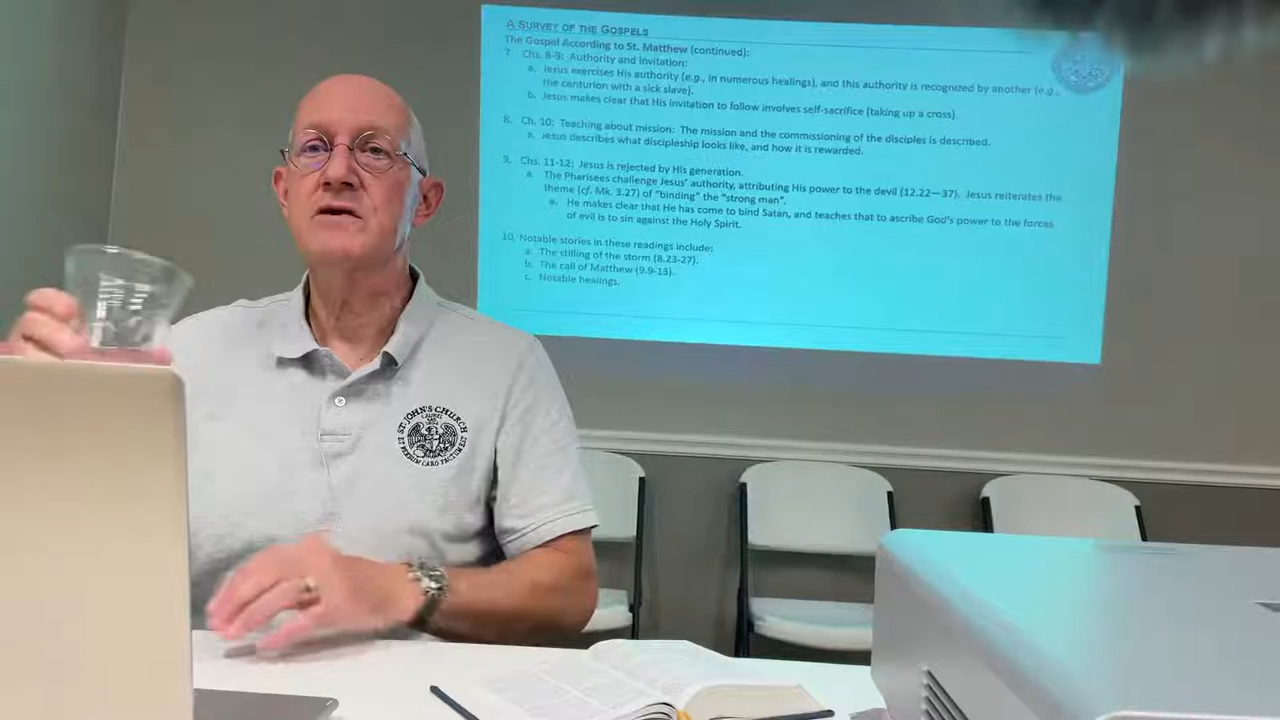 A SURVEY OF THE GOSPELS
The Gospel According to St. Matthew (continued):
7. Chs. 8-9: Authority and Invitation:
a. Jesus exercises His authority (e.g., in numerous healings), and this authority is recognized by another (e.g.,
the centurion with a sick slave).
b. Jesus makes clear that His invitation to follow involves self-sacrifice (taking up a cross)
8. Ch. 10: Teaching about mission: The mission and the commissioning of the disciples is described.
a. Jesus describes what discipleship looks like, and how it is rewarded.
9. Chs. 11-12: Jesus is rejected by His generation.
a. The Pharisees challenge Jesus' authority, attributing His power to the devil (12.22—37). Jesus reiterates the
theme (cf. Mk. 3.27) of "binding" the "strong man".
a. He makes clear that He has come to bind Satan, and teaches that to ascribe God's power to the forces
of evil is to sin against the Holy Spirit.
10. Notable stories in these readings include:
a. The stilling of the storm (8.23-27).
b. The call of Matthew (9.9-13).
c. Notable healings.
ST. JOHN'S CHURCH
LAUREL
ET VERBUM CARO FACTUM EST